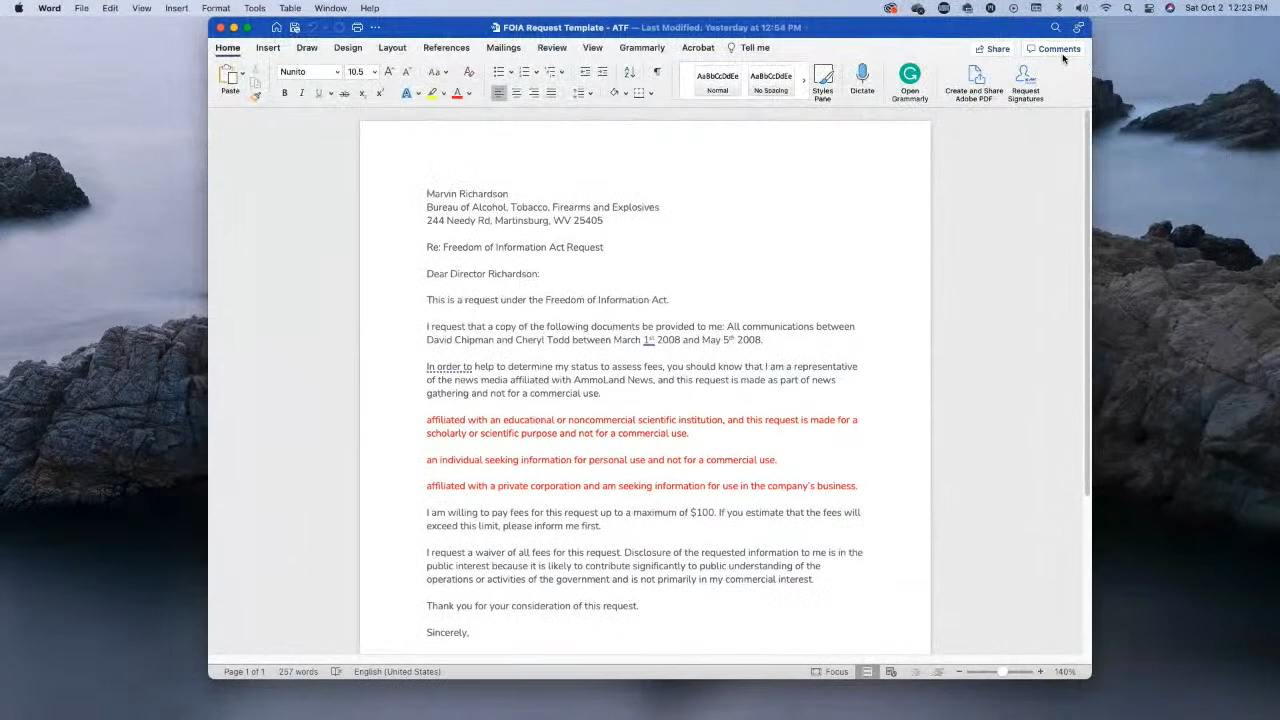 Word File Edit View Insert Format Tools Table Window Help Sat Oct 2 12:23 PM
FOIA Request Template - ATF — Last Modified: Yesterday at 12:54 PM
Home Insert Draw Design Layout References Mailings Review View Grammarly Acrobat Tell me Share Comments
Paste
Nunito 10.5
AaBbCcDdEe AaBbCcDdEe
Normal No Spacing
Styles Pane
Dictate
Open Grammarly
Create and Share Adobe PDF
Request Signatures
Marvin Richardson
Bureau of Alcohol, Tobacco, Firearms and Explosives
244 Needy Rd, Martinsburg, WV 25405
Re: Freedom of Information Act Request
Dear Director Richardson:
This is a request under the Freedom of Information Act.
I request that a copy of the following documents be provided to me: All communications between
David Chipman and Cheryl Todd between March 1st 2008 and May 5th 2008.
In order to help to determine my status to assess fees, you should know that I am a representative
of the news media affiliated with AmmoLand News, and this request is made as part of news
gathering and not for a commercial use.
affiliated with an educational or noncommercial scientific institution, and this request is made for a
scholarly or scientific purpose and not for a commercial use.
an individual seeking information for personal use and not for a commercial use.
affiliated with a private corporation and am seeking information for use in the company's business.
I am willing to pay fees for this request up to a maximum of $100. If you estimate that the fees will
exceed this limit, please inform me first.
I request a waiver of all fees for this request. Disclosure of the requested information to me is in the
public interest because it is likely to contribute significantly to public understanding of the
operations or activities of the government and is not primarily in my commercial interest.
Thank you for your consideration of this request.
Sincerely,
Page 1 of 1 257 words English (United States) Focus 140%